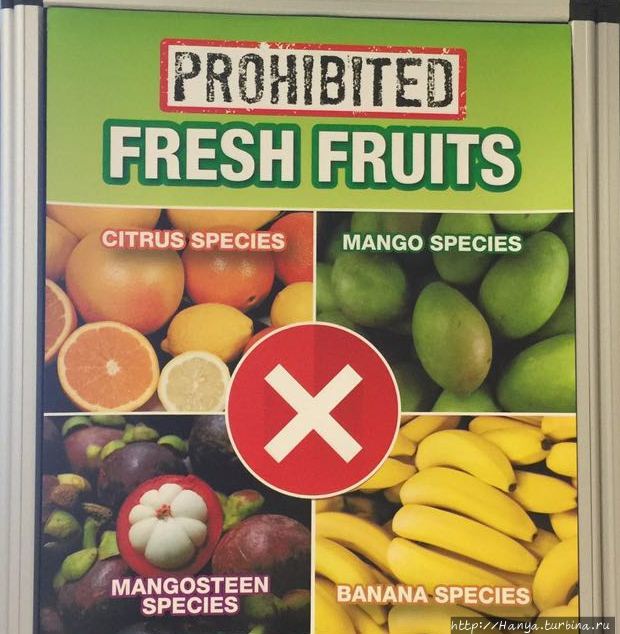 PROHIBITED
FRESH FRUITS
CITRUS SPECIES
MANGO SPECIES
MANGOSTEEN
SPECIES
BANANA SPECIES
http://Hanya.turbina.ru